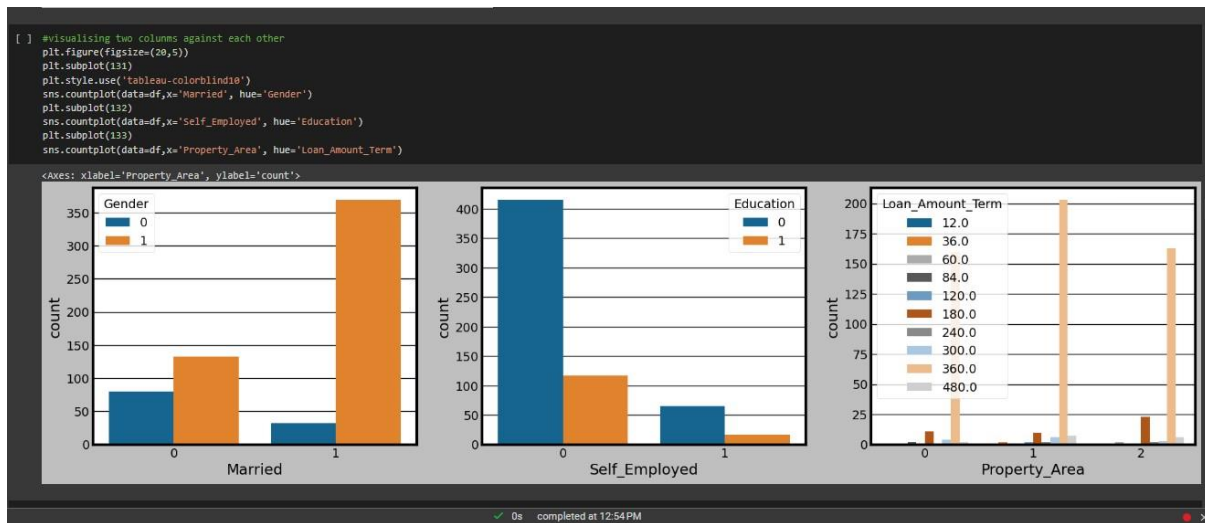 [ ] #visualising two colunms against each other
plt.figure(figsize=(20,5))
plt.subplot(131)
plt.style.use('tableau-colorblind10')
sns.countplot(data=df,x='Married', hue='Gender')
plt.subplot(132)
sns.countplot(data=df,x='Self_Employed', hue='Education')
plt.subplot(133)
sns.countplot(data=df,x='Property_Area', hue='Loan_Amount_Term')
<Axes: xlabel='Property_Area', ylabel='count'>
350
300
250
200
150
100
50
0
count
Gender
0
1
0 1
Married
400
350
300
250
200
150
100
50
0
count
Education
0
1
0 1
Self_Employed
200
175
150
125
100
75
50
25
0
count
Loan_Amount_Term
12.0
36.0
60.0
84.0
120.0
180.0
240.0
300.0
360.0
480.0
0 1 2
Property_Area
✓ 0s completed at 12:54 PM